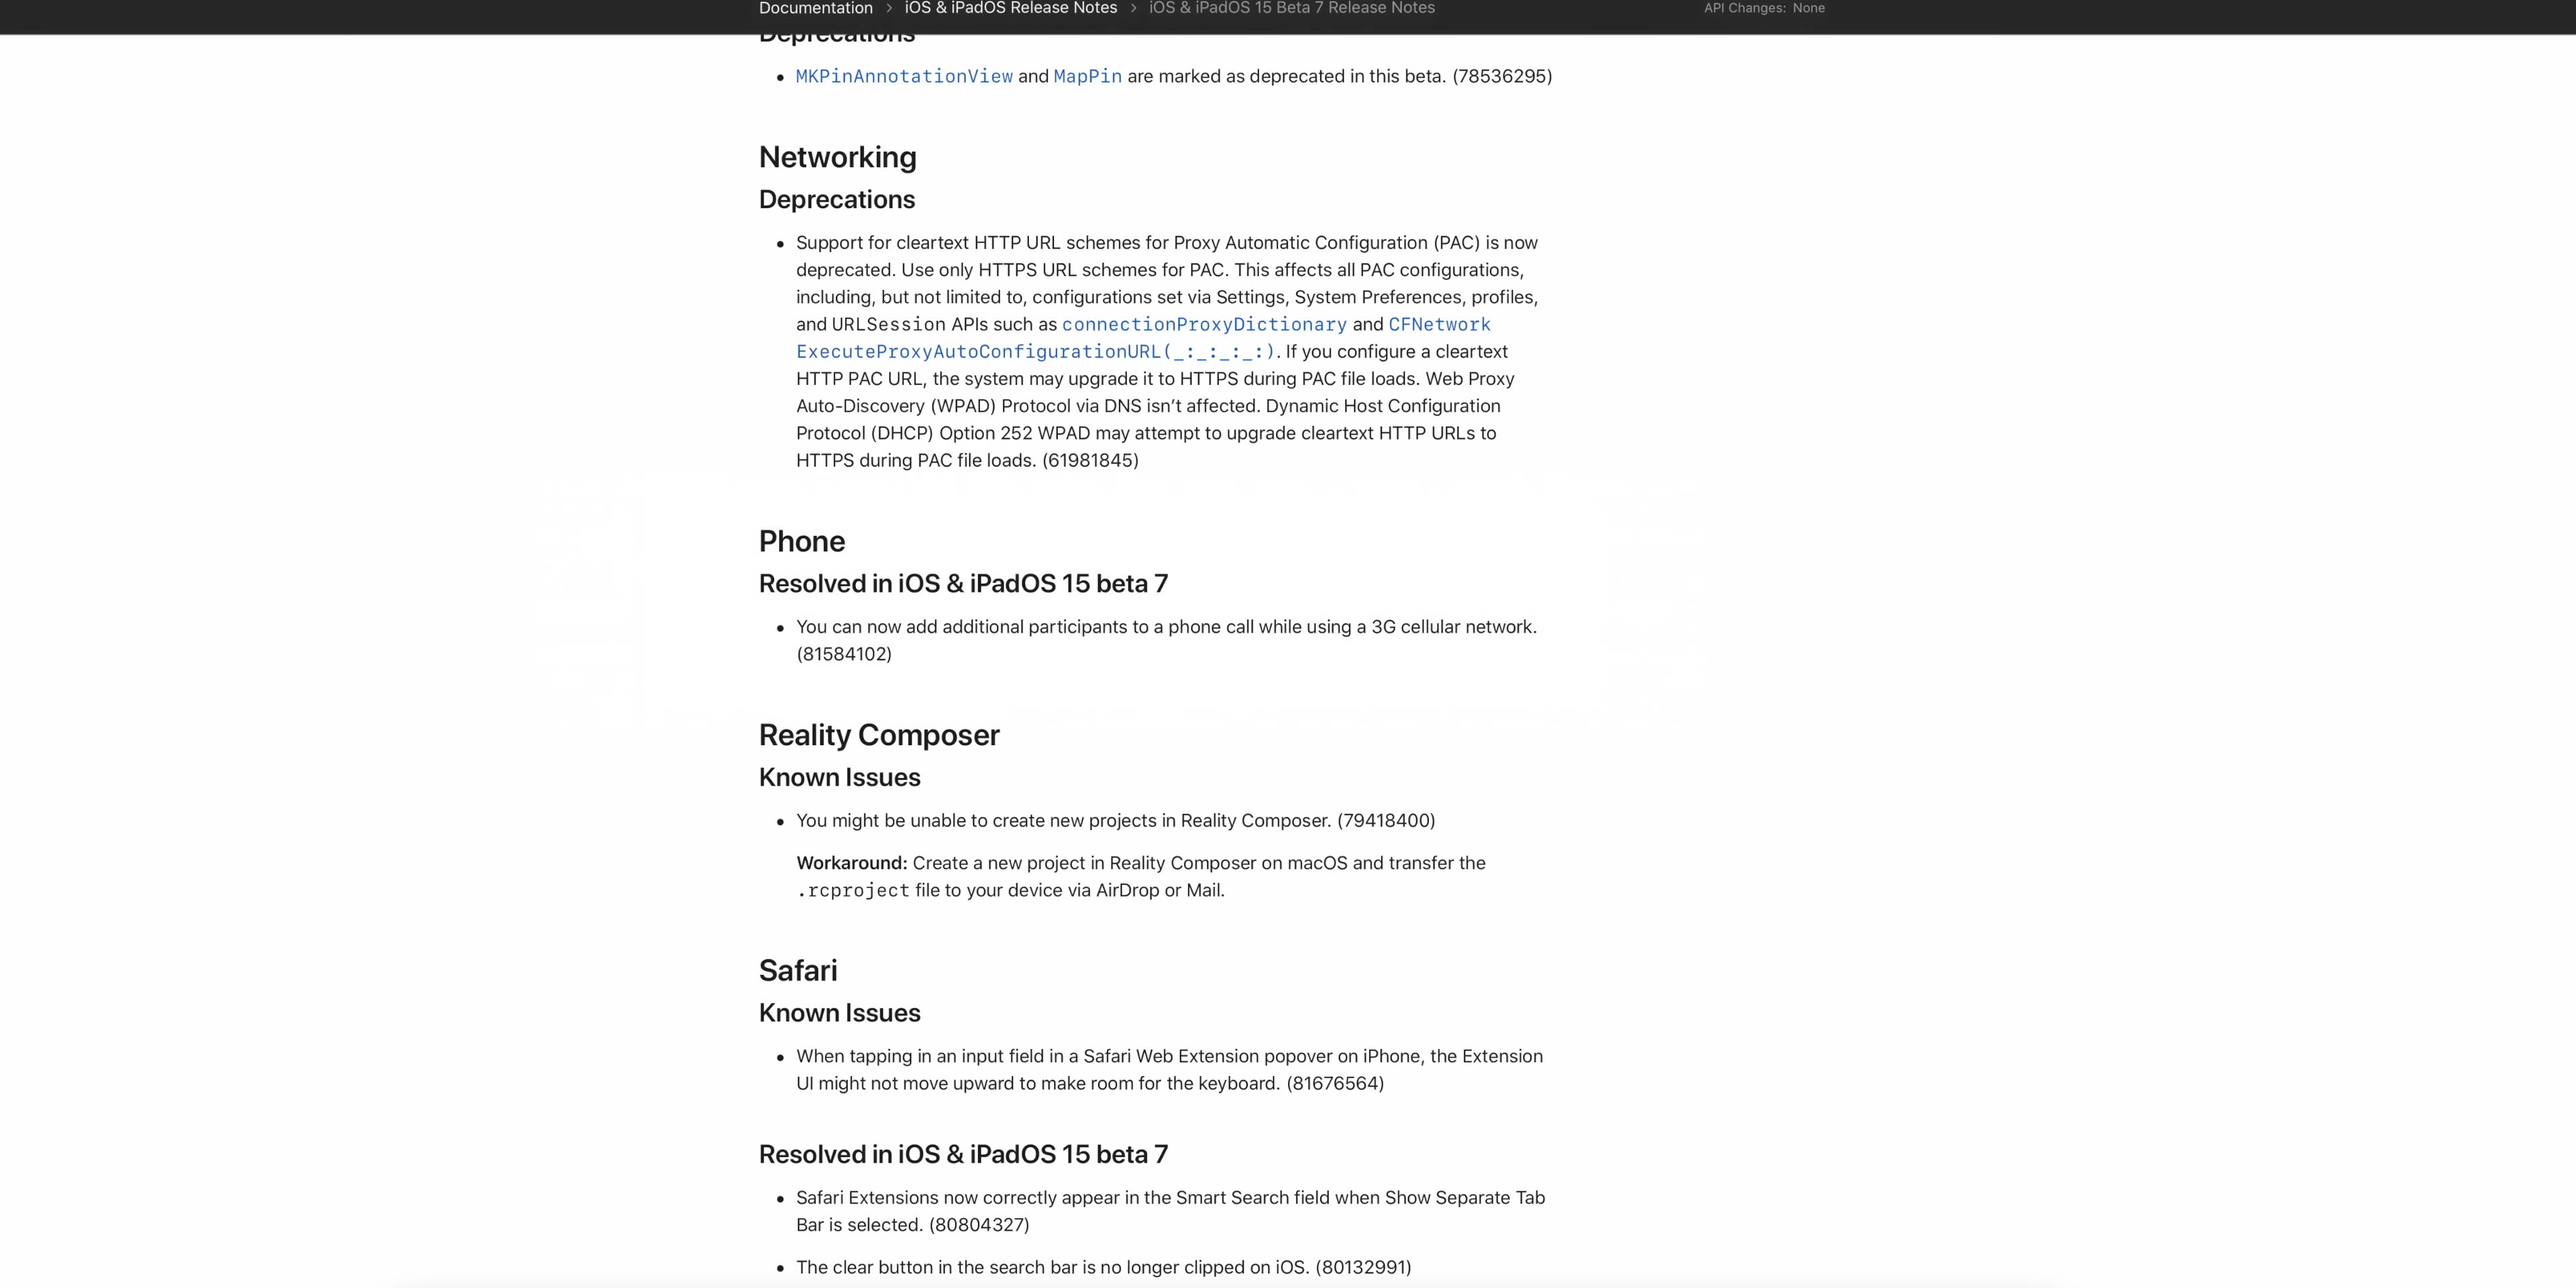 Documentation > iOS & iPadOS Release Notes > iOS & iPadOS 15 Beta 7 Release Notes API Changes: None
Deprecations
• MKPinAnnotationView and MapPin are marked as deprecated in this beta. (78536295)
Networking
Deprecations
• Support for cleartext HTTP URL schemes for Proxy Automatic Configuration (PAC) is now
deprecated. Use only HTTPS URL schemes for PAC. This affects all PAC configurations,
including, but not limited to, configurations set via Settings, System Preferences, profiles,
and URLSession APIs such as connectionProxyDictionary and CFNetwork
ExecuteProxyAutoConfigurationURL(_:_:_:_:). If you configure a cleartext
HTTP PAC URL, the system may upgrade it to HTTPS during PAC file loads. Web Proxy
Auto-Discovery (WPAD) Protocol via DNS isn’t affected. Dynamic Host Configuration
Protocol (DHCP) Option 252 WPAD may attempt to upgrade cleartext HTTP URLs to
HTTPS during PAC file loads. (61981845)
Phone
Resolved in iOS & iPadOS 15 beta 7
• You can now add additional participants to a phone call while using a 3G cellular network.
(81584102)
Reality Composer
Known Issues
• You might be unable to create new projects in Reality Composer. (79418400)
Workaround: Create a new project in Reality Composer on macOS and transfer the
.rcproject file to your device via AirDrop or Mail.
Safari
Known Issues
• When tapping in an input field in a Safari Web Extension popover on iPhone, the Extension
UI might not move upward to make room for the keyboard. (81676564)
Resolved in iOS & iPadOS 15 beta 7
• Safari Extensions now correctly appear in the Smart Search field when Show Separate Tab
Bar is selected. (80804327)
• The clear button in the search bar is no longer clipped on iOS. (80132991)